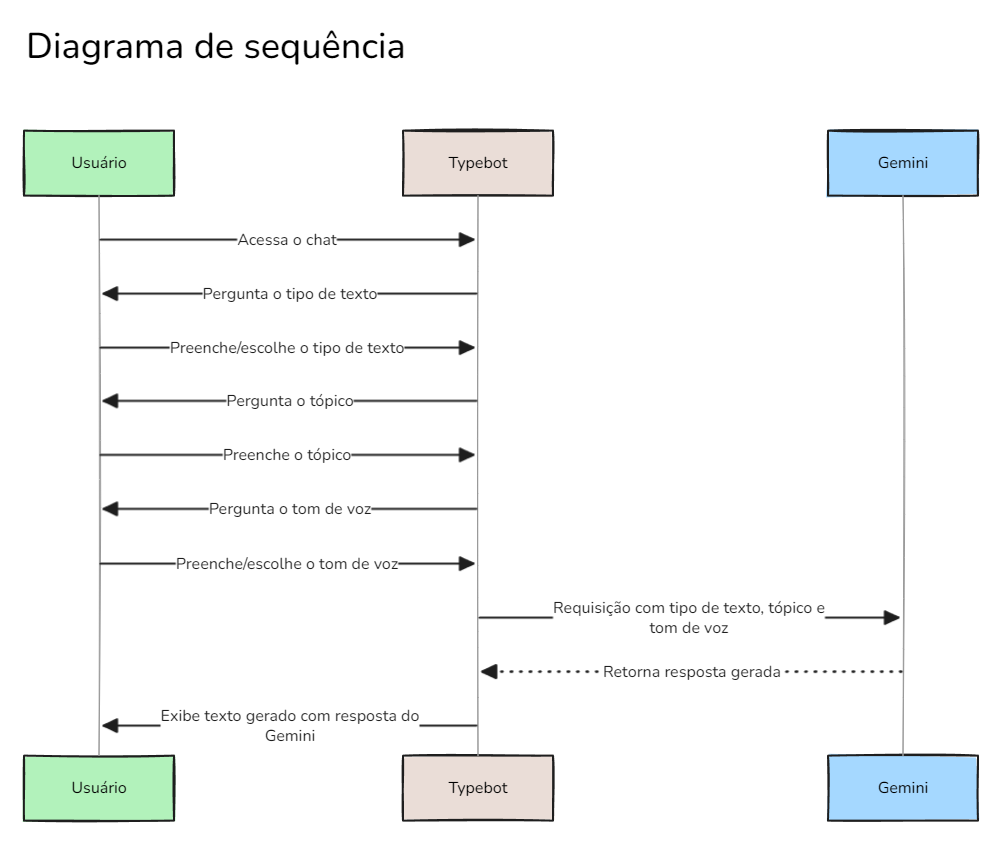 Diagrama de sequência
Usuário
Typebot
Gemini
Acessa o chat
Pergunta o tipo de texto
Preenche/escolhe o tipo de texto
Pergunta o tópico
Preenche o tópico
Pergunta o tom de voz
Preenche/escolhe o tom de voz
Requisição com tipo de texto, tópico e
tom de voz
Retorna resposta gerada
Exibe texto gerado com resposta do
Gemini
Usuário
Typebot
Gemini